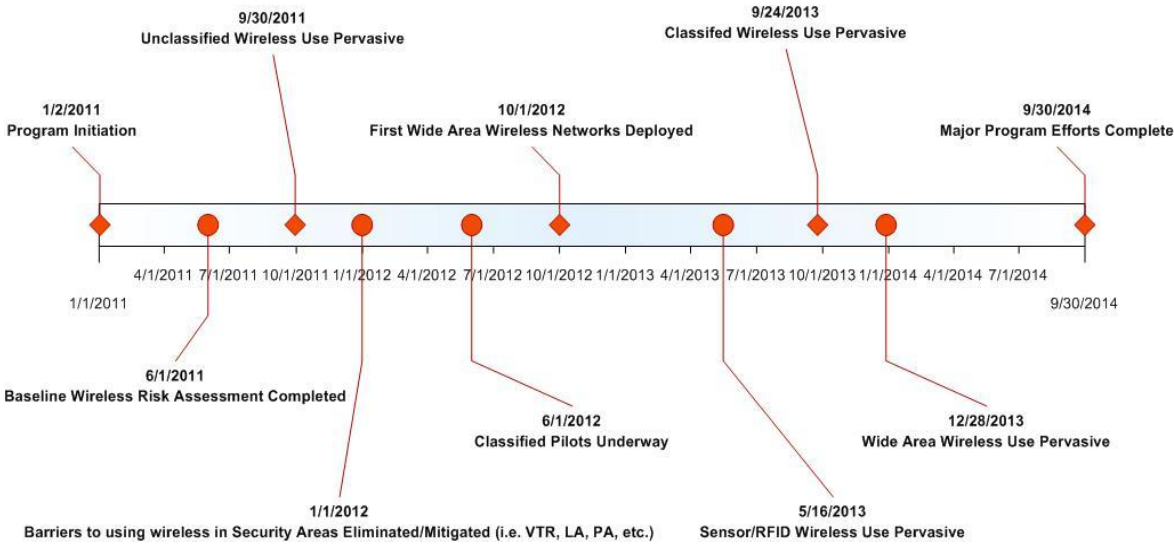 9/30/2011
Unclassified Wireless Use Pervasive
9/24/2013
Classifed Wireless Use Pervasive
1/2/2011
Program Initiation
10/1/2012
First Wide Area Wireless Networks Deployed
9/30/2014
Major Program Efforts Complete
4/1/2011 7/1/2011 10/1/2011 1/1/2012 4/1/2012 7/1/2012 10/1/2012 1/1/2013 4/1/2013 7/1/2013 10/1/2013 1/1/2014 4/1/2014 7/1/2014
1/1/2011 9/30/2014
6/1/2011
Baseline Wireless Risk Assessment Completed
6/1/2012
Classified Pilots Underway
12/28/2013
Wide Area Wireless Use Pervasive
1/1/2012
Barriers to using wireless in Security Areas Eliminated/Mitigated (i.e. VTR, LA, PA, etc.)
5/16/2013
Sensor/RFID Wireless Use Pervasive